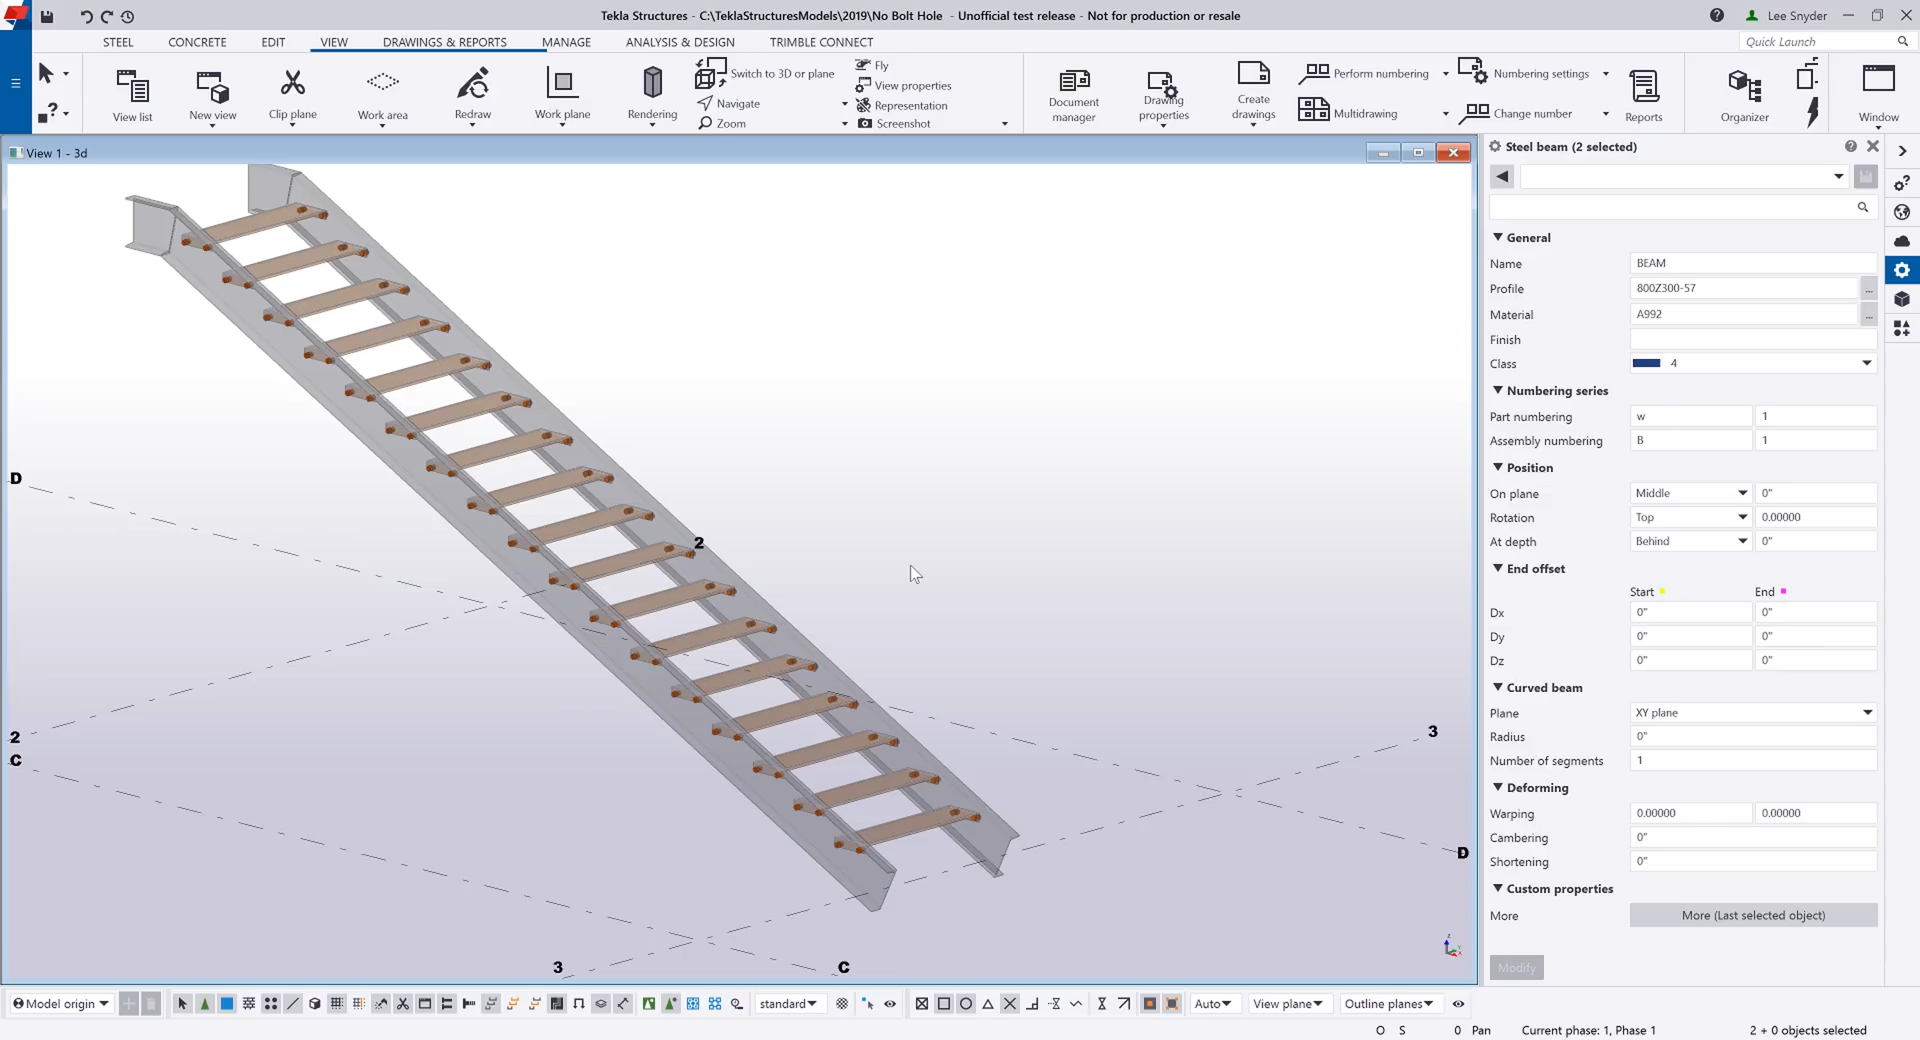 Tekla Structures - C:\TeklaStructuresModels\2019\No Bolt Hole - Unofficial test release - Not for production or resale
Lee Snyder
STEEL CONCRETE EDIT VIEW DRAWINGS & REPORTS MANAGE ANALYSIS & DESIGN TRIMBLE CONNECT
Quick Launch
View list
New view
Clip plane
Work area
Redraw
Work plane
Rendering
Switch to 3D or plane
Navigate
Zoom
Fly
View properties
Representation
Screenshot
Document
manager
Drawing
properties
Create
drawings
Perform numbering
Multidrawing
Numbering settings
Change number
Reports
Organizer
Window
View 1 - 3d
D
2
2
C
3
D
3
C
Steel beam (2 selected)
General
Name BEAM
Profile 800Z300-57 ...
Material A992 ...
Finish
Class 4
Numbering series
Part numbering w 1
Assembly numbering B 1
Position
On plane Middle 0"
Rotation Top 0.00000
At depth Behind 0"
End offset
Start End
Dx 0" 0"
Dy 0" 0"
Dz 0" 0"
Curved beam
Plane XY plane
Radius 0"
Number of segments 1
Deforming
Warping 0.00000 0.00000
Cambering 0"
Shortening 0"
Custom properties
More More (Last selected object)
Modify
Model origin standard Auto View plane Outline planes
O S 0 Pan Current phase: 1, Phase 1 2 + 0 objects selected